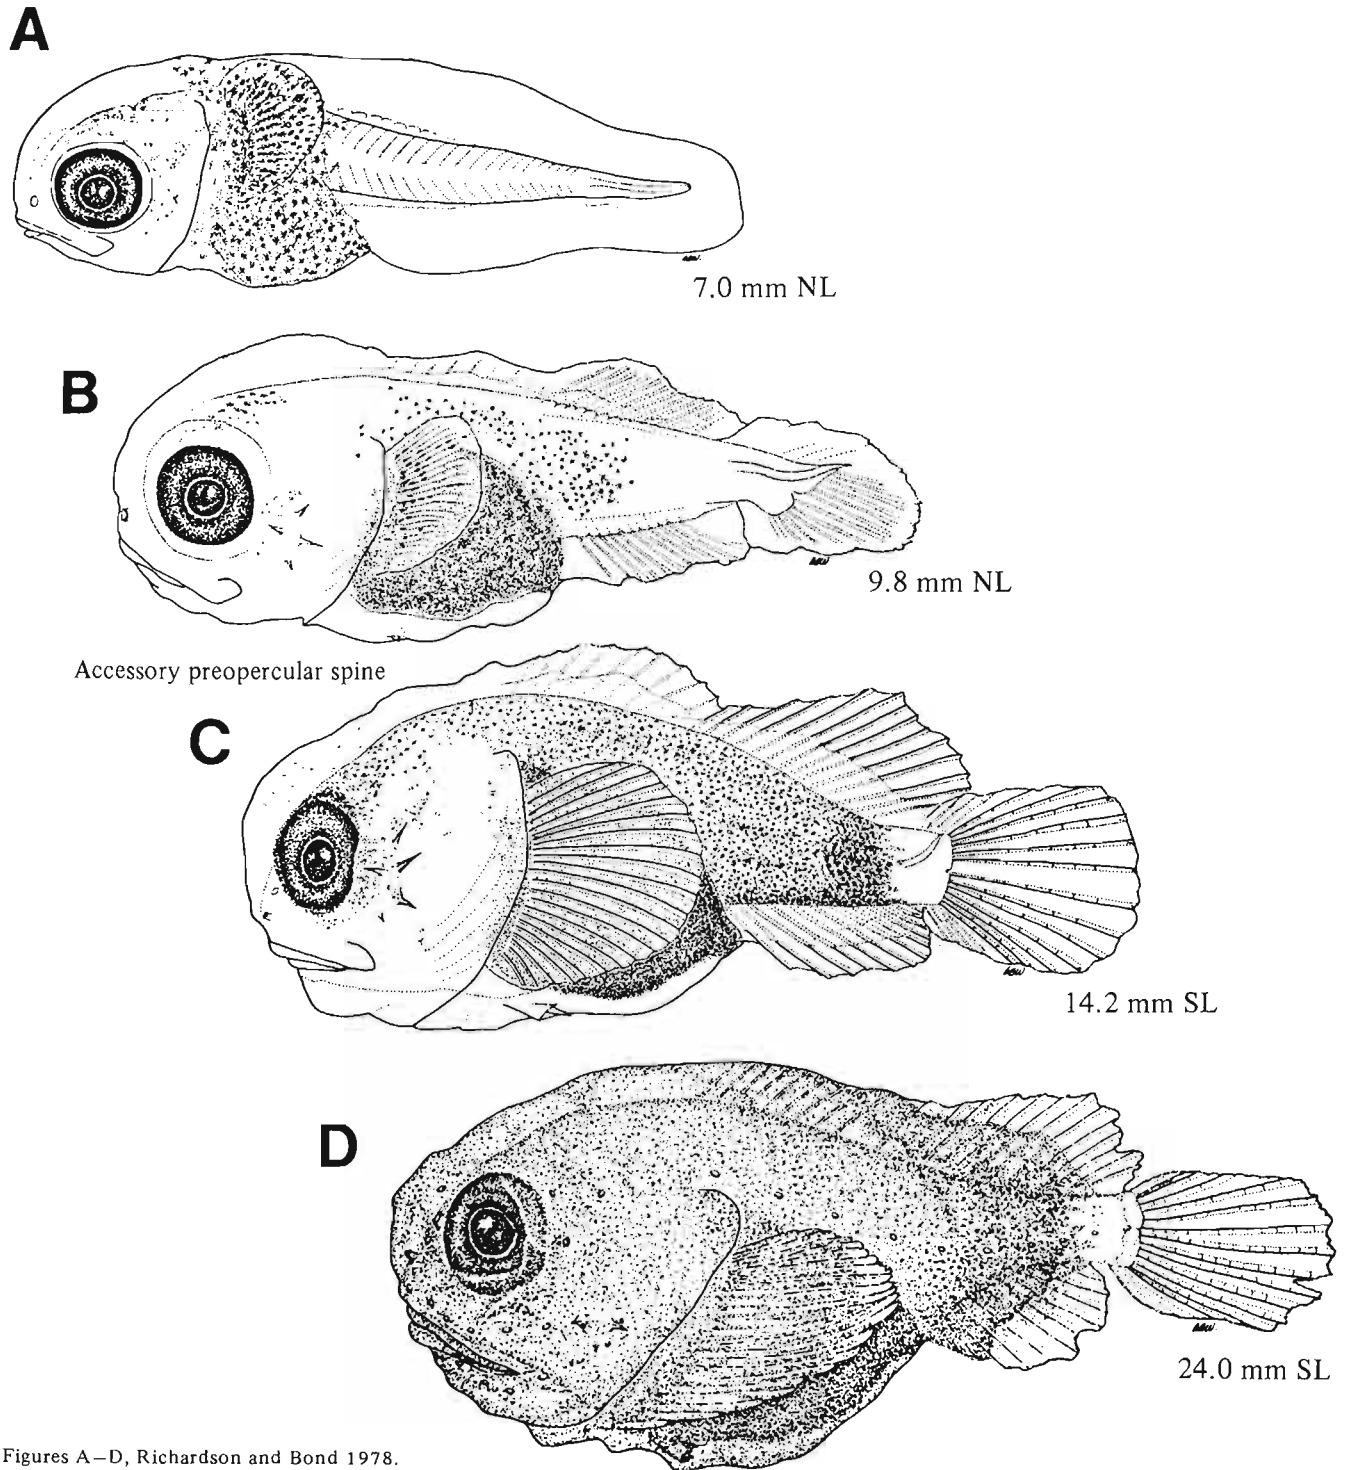 A
7.0 mm NL
B
9.8 mm NL
Accessory preopercular spine
C
14.2 mm SL
D
24.0 mm SL
Figures A–D, Richardson and Bond 1978.